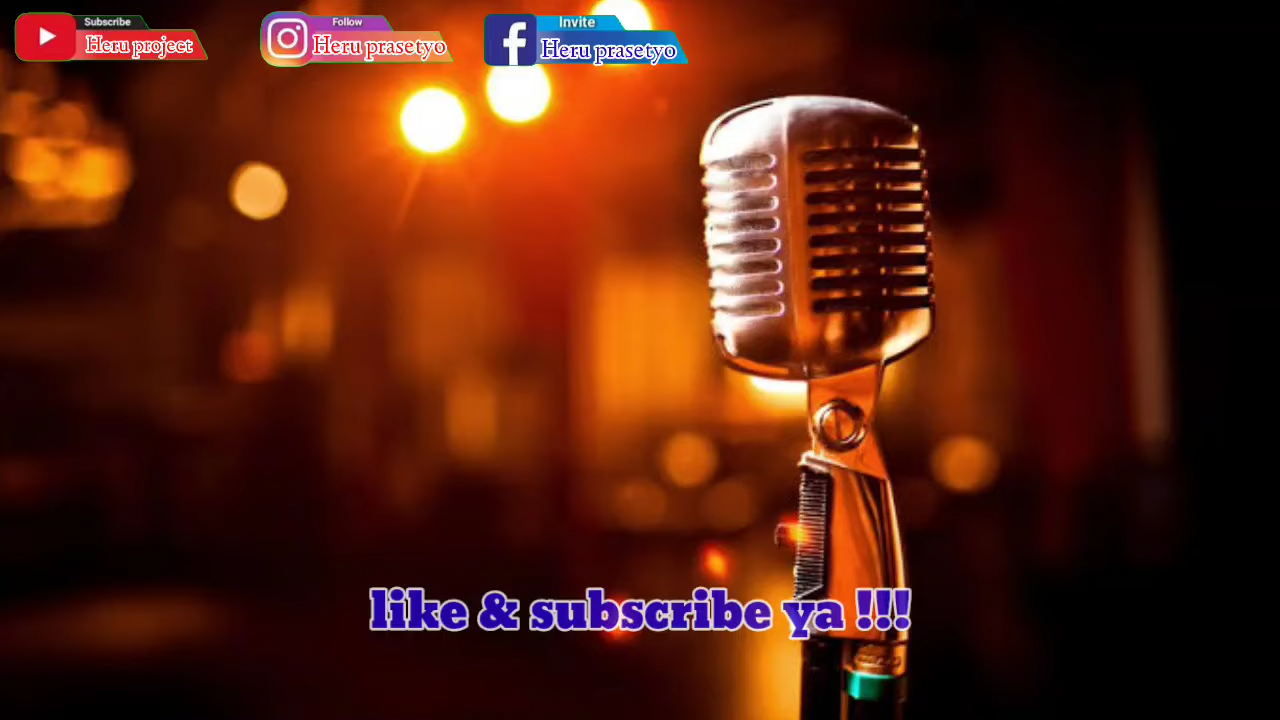 Subscribe
Heru project
Follow
Heru prasetyo
Invite
Heru prasetyo
like & subscribe ya !!!